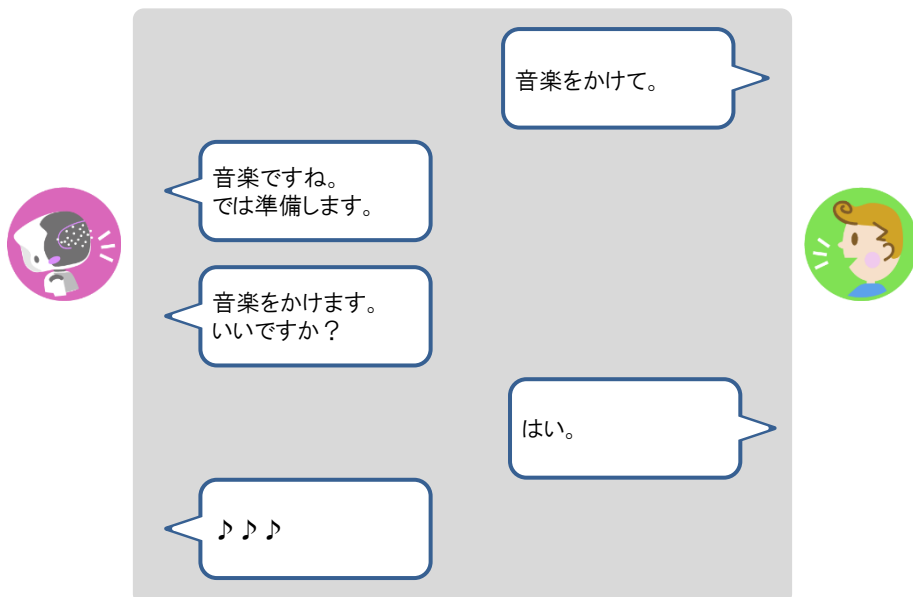 音楽をかけて。
音楽ですね。
では準備します。
音楽をかけます。
いいですか？
はい。
♪♪♪